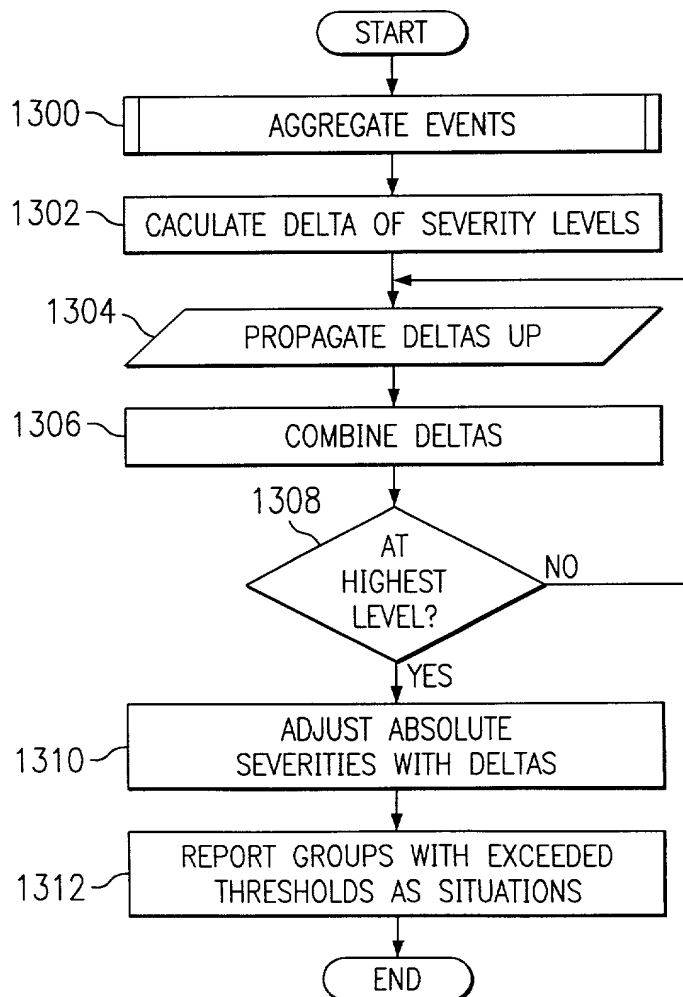 START
1300
AGGREGATE EVENTS
1302
CACULATE DELTA OF SEVERITY LEVELS
1304
PROPAGATE DELTAS UP
1306
COMBINE DELTAS
1308
AT
HIGHEST
LEVEL?
NO
YES
1310
ADJUST ABSOLUTE
SEVERITIES WITH DELTAS
1312
REPORT GROUPS WITH EXCEEDED
THRESHOLDS AS SITUATIONS
END